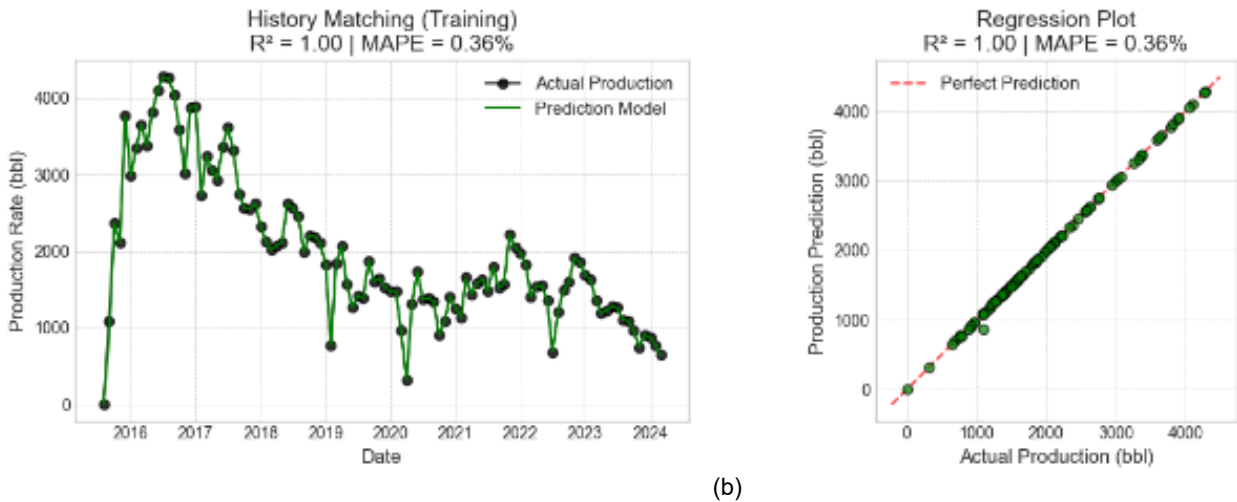 History Matching (Training)
R² = 1.00 | MAPE = 0.36%
Production Rate (bbl)
4000
3000
2000
1000
0
Actual Production
Prediction Model
2016 2017 2018 2019 2020 2021 2022 2023 2024
Date
Regression Plot
R² = 1.00 | MAPE = 0.36%
Production Prediction (bbl)
4000
3000
2000
1000
0
Perfect Prediction
0 1000 2000 3000 4000
Actual Production (bbl)
(b)